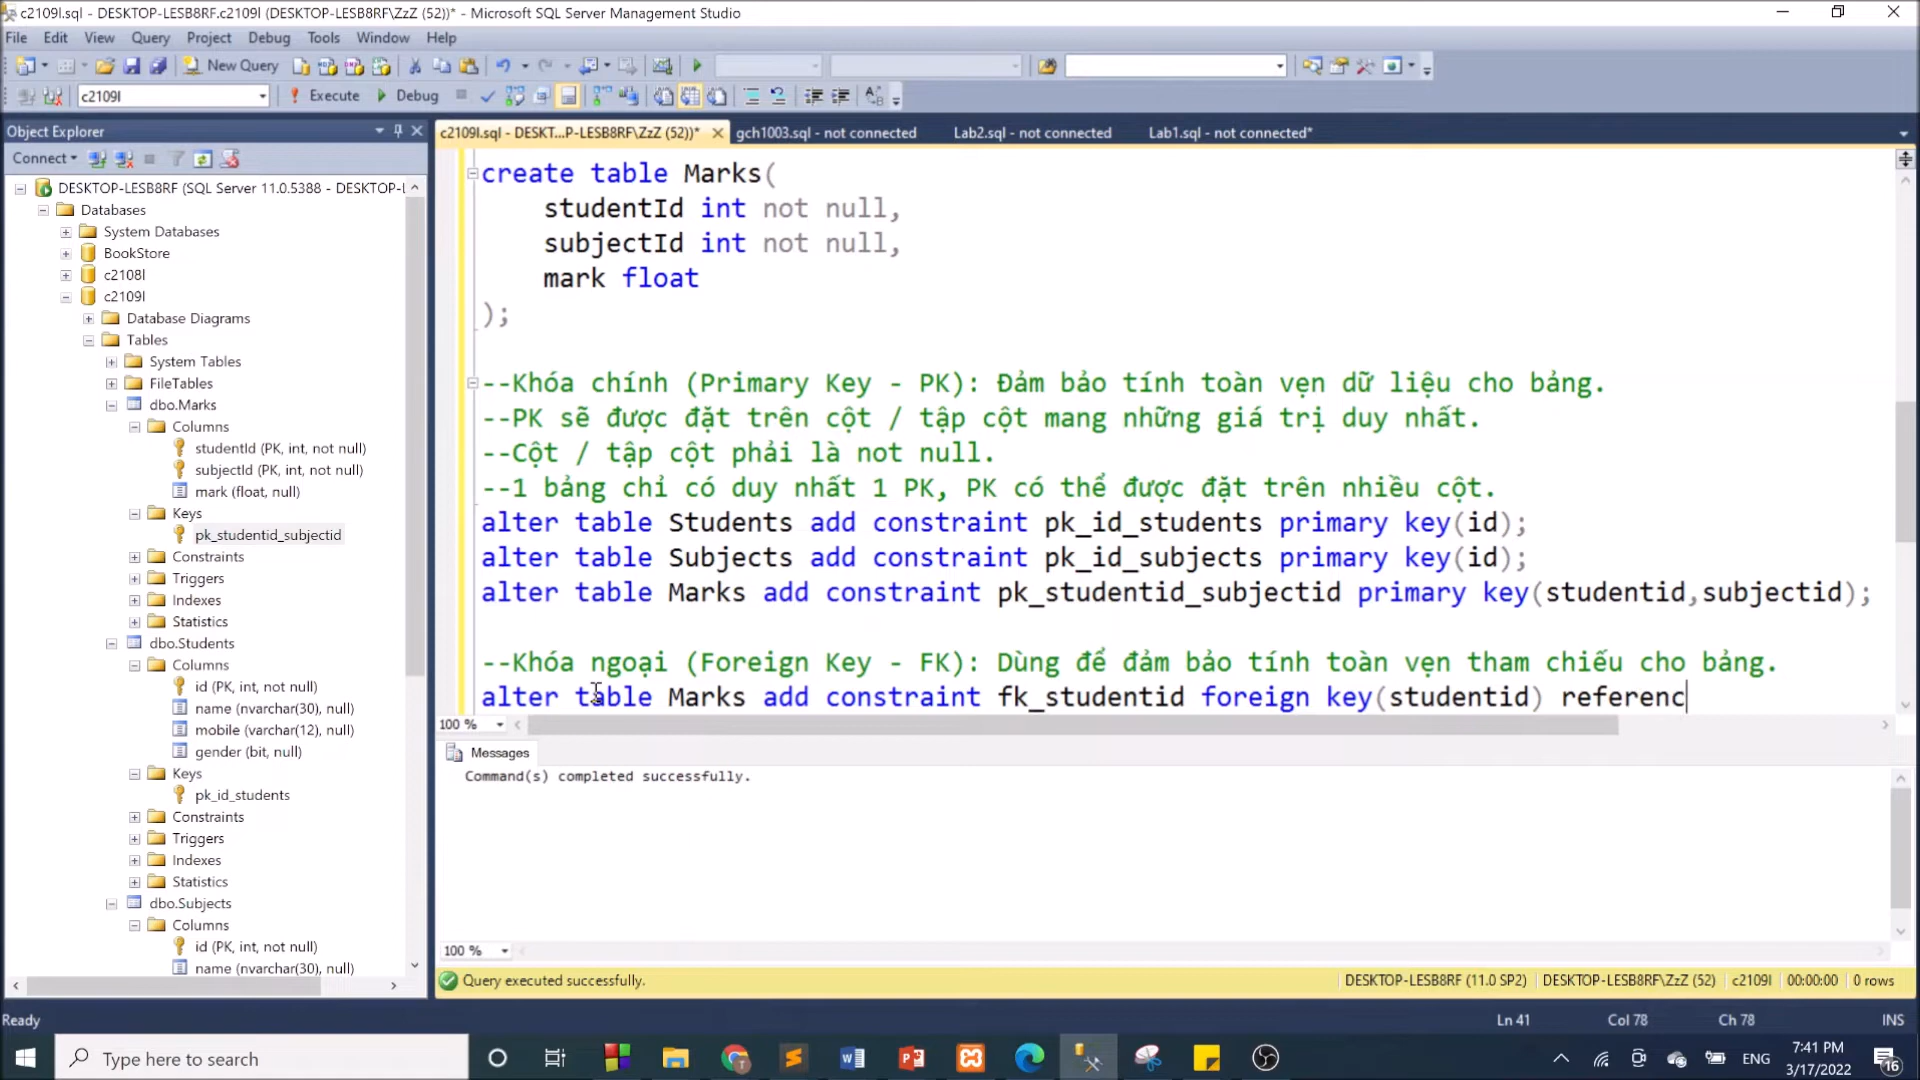 c2109l.sql - DESKTOP-LESB8RF.c2109l (DESKTOP-LESB8RF\ZzZ (52))* - Microsoft SQL Server Management Studio
File Edit View Query Project Debug Tools Window Help
New Query
c2109l Execute Debug
Object Explorer
Connect
DESKTOP-LESB8RF (SQL Server 11.0.5388 - DESKTOP-L
Databases
System Databases
BookStore
c2108l
c2109l
Database Diagrams
Tables
System Tables
FileTables
dbo.Marks
Columns
studentId (PK, int, not null)
subjectId (PK, int, not null)
mark (float, null)
Keys
pk_studentid_subjectid
Constraints
Triggers
Indexes
Statistics
dbo.Students
Columns
id (PK, int, not null)
name (nvarchar(30), null)
mobile (varchar(12), null)
gender (bit, null)
Keys
pk_id_students
Constraints
Triggers
Indexes
Statistics
dbo.Subjects
Columns
id (PK, int, not null)
name (nvarchar(30), null)
c2109l.sql - DESKT...P-LESB8RF\ZzZ (52))* gch1003.sql - not connected Lab2.sql - not connected Lab1.sql - not connected*
create table Marks(
studentId int not null,
subjectId int not null,
mark float
);
--Khóa chính (Primary Key - PK): Đảm bảo tính toàn vẹn dữ liệu cho bảng.
--PK sẽ được đặt trên cột / tập cột mang những giá trị duy nhất.
--Cột / tập cột phải là not null.
--1 bảng chỉ có duy nhất 1 PK, PK có thể được đặt trên nhiều cột.
alter table Students add constraint pk_id_students primary key(id);
alter table Subjects add constraint pk_id_subjects primary key(id);
alter table Marks add constraint pk_studentid_subjectid primary key(studentid,subjectid);
--Khóa ngoại (Foreign Key - FK): Dùng để đảm bảo tính toàn vẹn tham chiếu cho bảng.
alter table Marks add constraint fk_studentid foreign key(studentid) referenc
100 %
Messages
Command(s) completed successfully.
100 %
Query executed successfully. DESKTOP-LESB8RF (11.0 SP2) DESKTOP-LESB8RF\ZzZ (52) c2109l 00:00:00 0 rows
Ready Ln 41 Col 78 Ch 78 INS
Type here to search
ENG
7:41 PM
3/17/2022
16